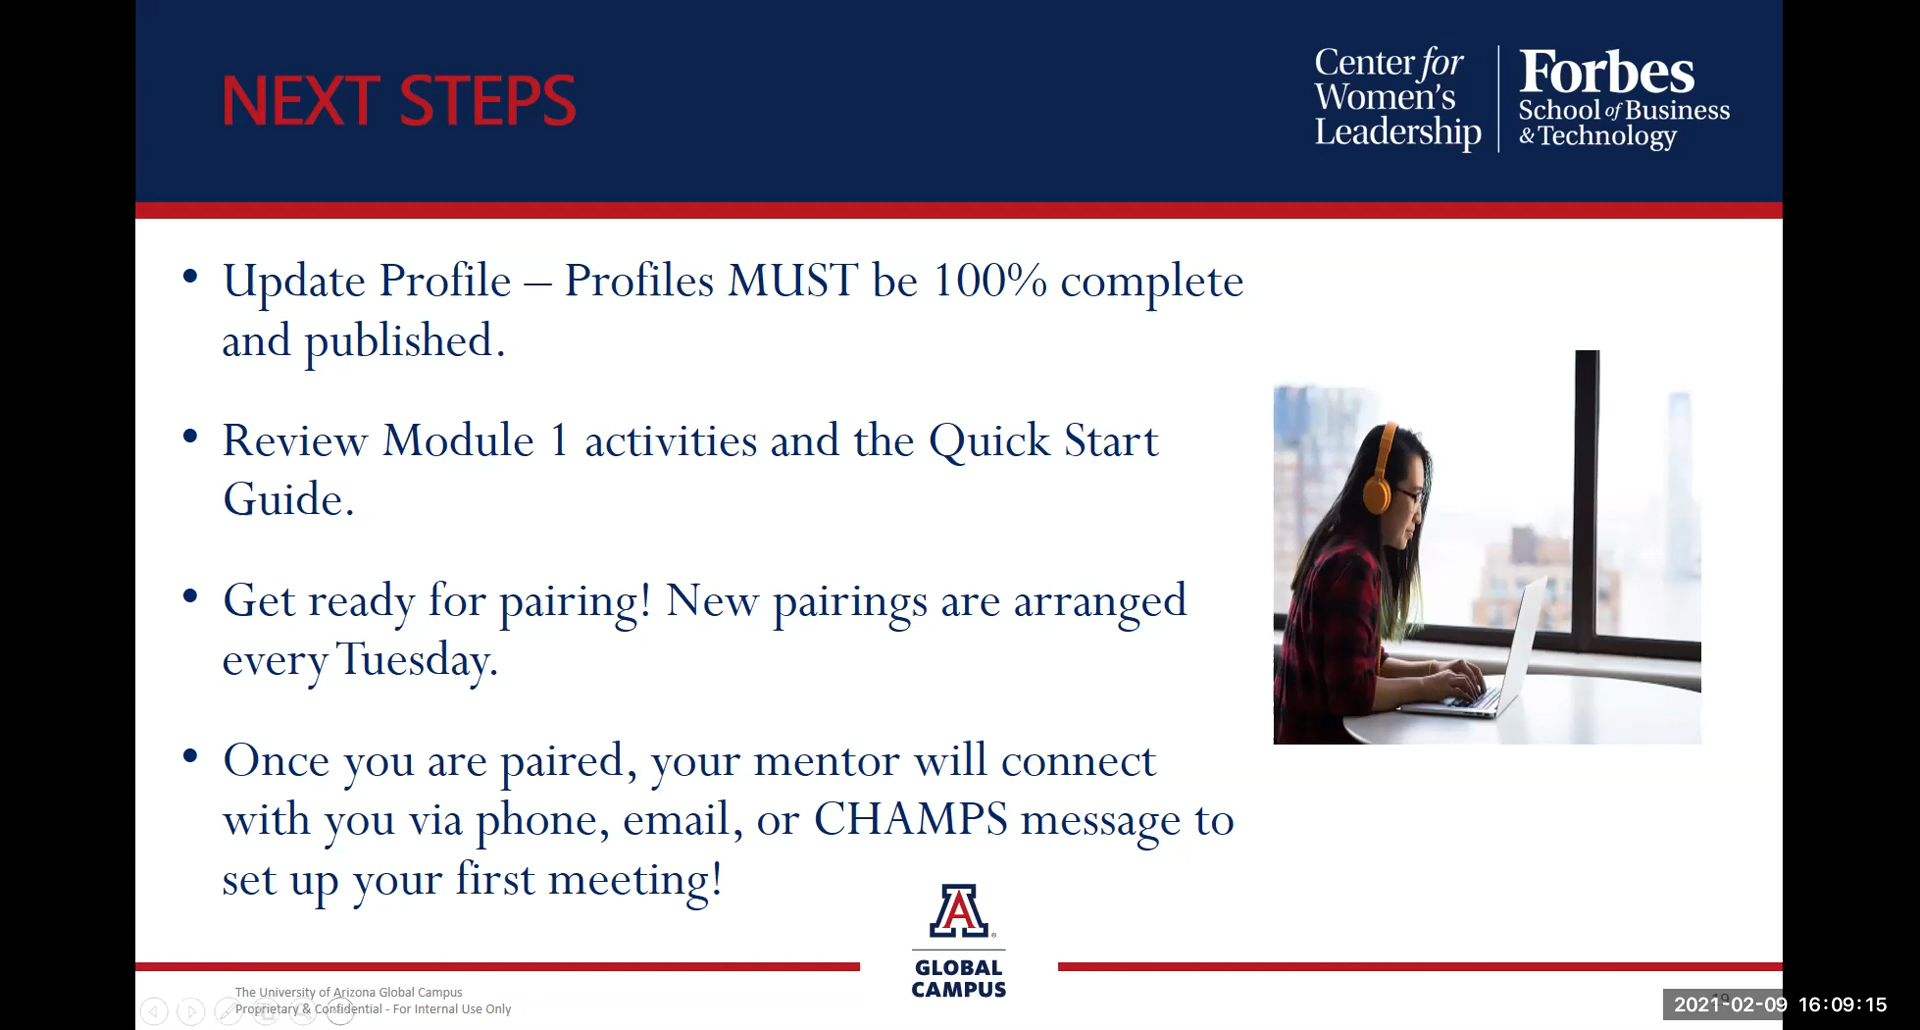 NEXT STEPS
Center for
Women's
Leadership
Forbes
School of Business
& Technology
• Update Profile – Profiles MUST be 100% complete
and published.
• Review Module 1 activities and the Quick Start
Guide.
• Get ready for pairing! New pairings are arranged
every Tuesday.
• Once you are paired, your mentor will connect
with you via phone, email, or CHAMPS message to
set up your first meeting!
A
GLOBAL
CAMPUS
The University of Arizona Global Campus
Proprietary & Confidential - For Internal Use Only
2021-02-09 16:09:15